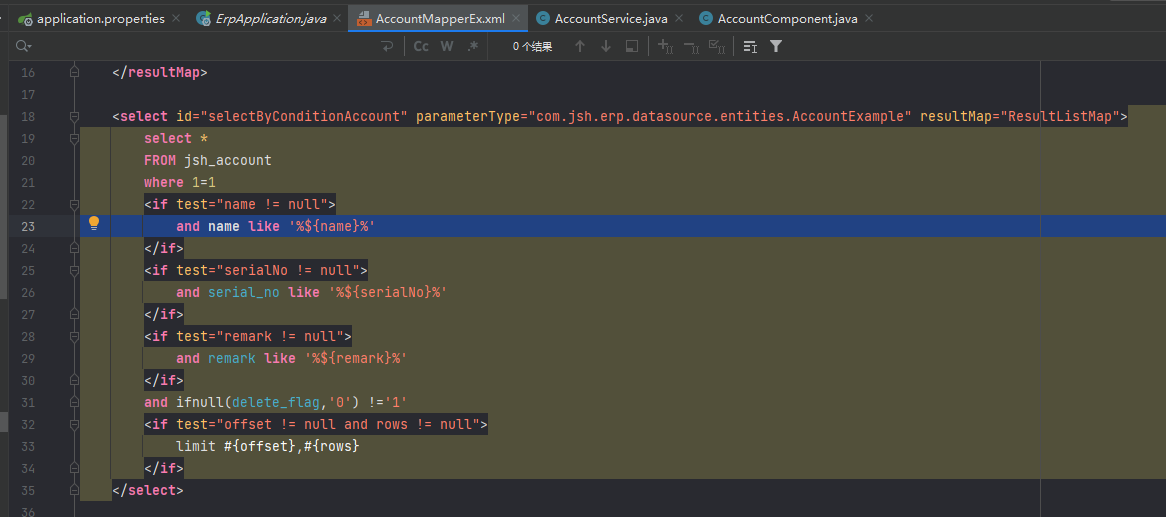 application.properties × ErpApplication.java × AccountMapperEx.xml × AccountService.java × AccountComponent.java ×
Cc W .* 0 个结果
16 </resultMap>
17
18 <select id="selectByConditionAccount" parameterType="com.jsh.erp.datasource.entities.AccountExample" resultMap="ResultListMap">
19 select *
20 FROM jsh_account
21 where 1=1
22 <if test="name != null">
23 and name like '%${name}%'
24 </if>
25 <if test="serialNo != null">
26 and serial_no like '%${serialNo}%'
27 </if>
28 <if test="remark != null">
29 and remark like '%${remark}%'
30 </if>
31 and ifnull(delete_flag,'0') !='1'
32 <if test="offset != null and rows != null">
33 limit #{offset},#{rows}
34 </if>
35 </select>
36